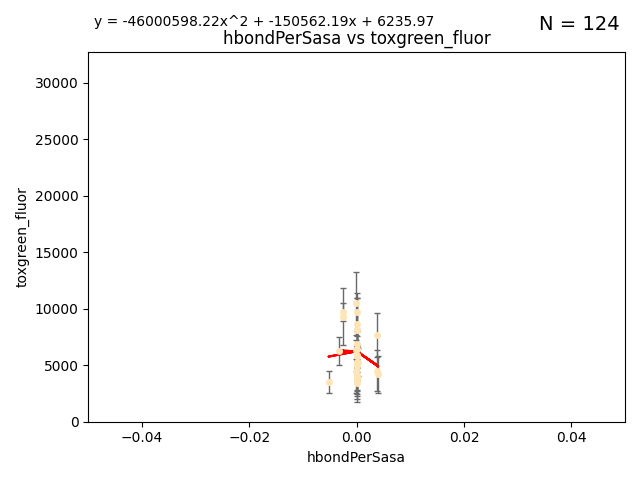 y = -46000598.22x^2 + -150562.19x + 6235.97
N = 124
hbondPerSasa vs toxgreen_fluor
30000
25000
20000
15000
10000
5000
0
toxgreen_fluor
−0.04
−0.02
0.00
0.02
0.04
hbondPerSasa